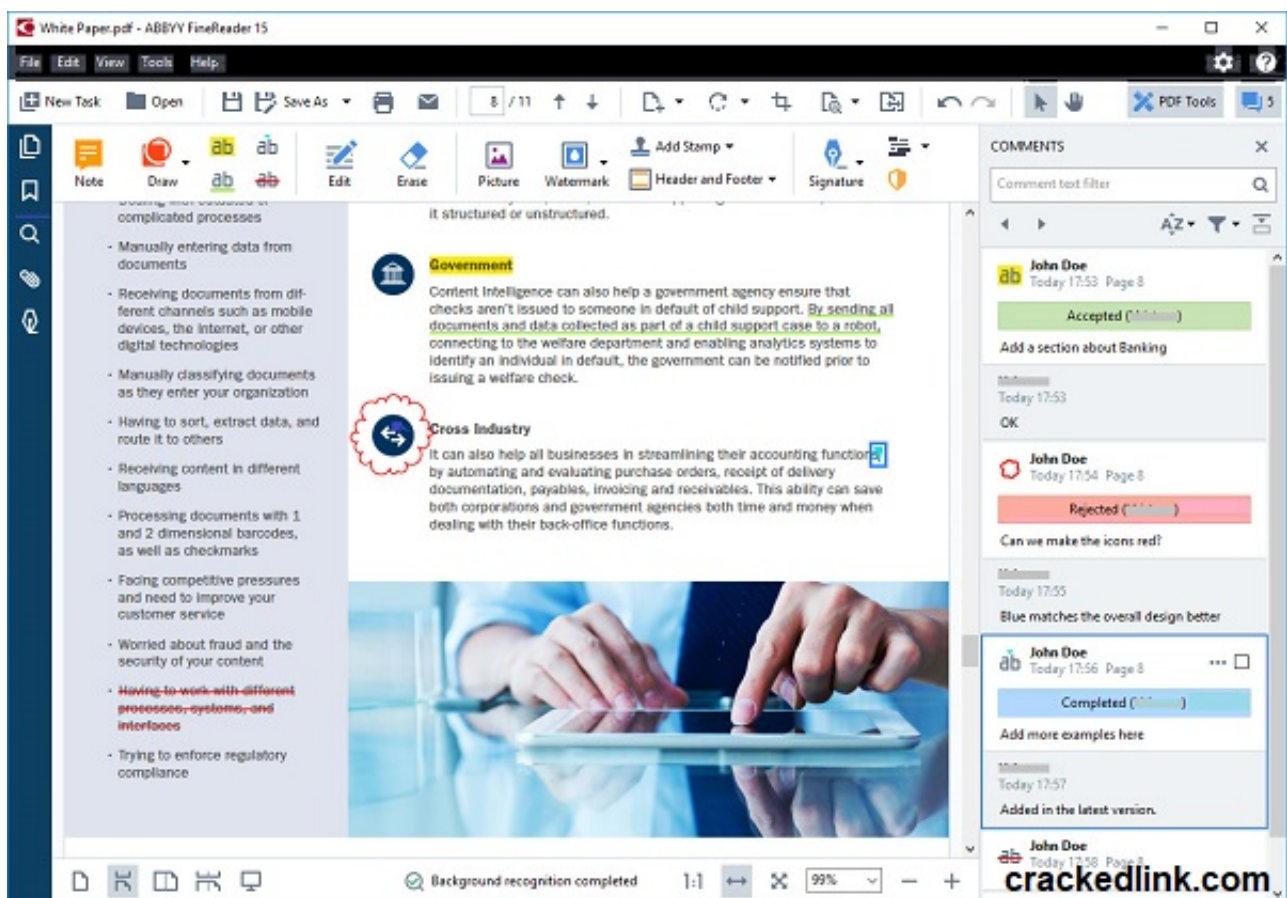 White Paper.pdf - ABBYY FineReader 15
File Edit View Tools Help
New Task Open Save As 8 / 11 PDF Tools 5
Note Draw ab ab ab ab Edit Erase Picture Watermark Add Stamp Header and Footer Signature
complicated processes
· Manually entering data from
documents
· Receiving documents from dif-
ferent channels such as mobile
devices, the Internet, or other
digital technologies
· Manually classifying documents
as they enter your organization
· Having to sort, extract data, and
route it to others
· Receiving content in different
languages
· Processing documents with 1
and 2 dimensional barcodes,
as well as checkmarks
· Facing competitive pressures
and need to improve your
customer service
· Worried about fraud and the
security of your content
· Having to work with different
processes, systems, and
interfaces
· Trying to enforce regulatory
compliance
it structured or unstructured.
Government
Content Intelligence can also help a government agency ensure that
checks aren't issued to someone in default of child support. By sending all
documents and data collected as part of a child support case to a robot,
connecting to the welfare department and enabling analytics systems to
identify an individual in default, the government can be notified prior to
issuing a welfare check.
Cross Industry
It can also help all businesses in streamlining their accounting functions
by automating and evaluating purchase orders, receipt of delivery
documentation, payables, invoicing and receivables. This ability can save
both corporations and government agencies both time and money when
dealing with their back-office functions.
COMMENTS
Comment text filter
AZ
ab John Doe
Today 17:53 Page 8
Accepted ( )
Add a section about Banking
Today 17:53
OK
John Doe
Today 17:54 Page 8
Rejected ( )
Can we make the icons red?
Today 17:55
Blue matches the overall design better
ab John Doe
Today 17:56 Page 8
Completed ( )
Add more examples here
Today 17:57
Added in the latest version.
ab John Doe
Today 17:58 Page 8
Background recognition completed 1:1 99%
crackedlink.com